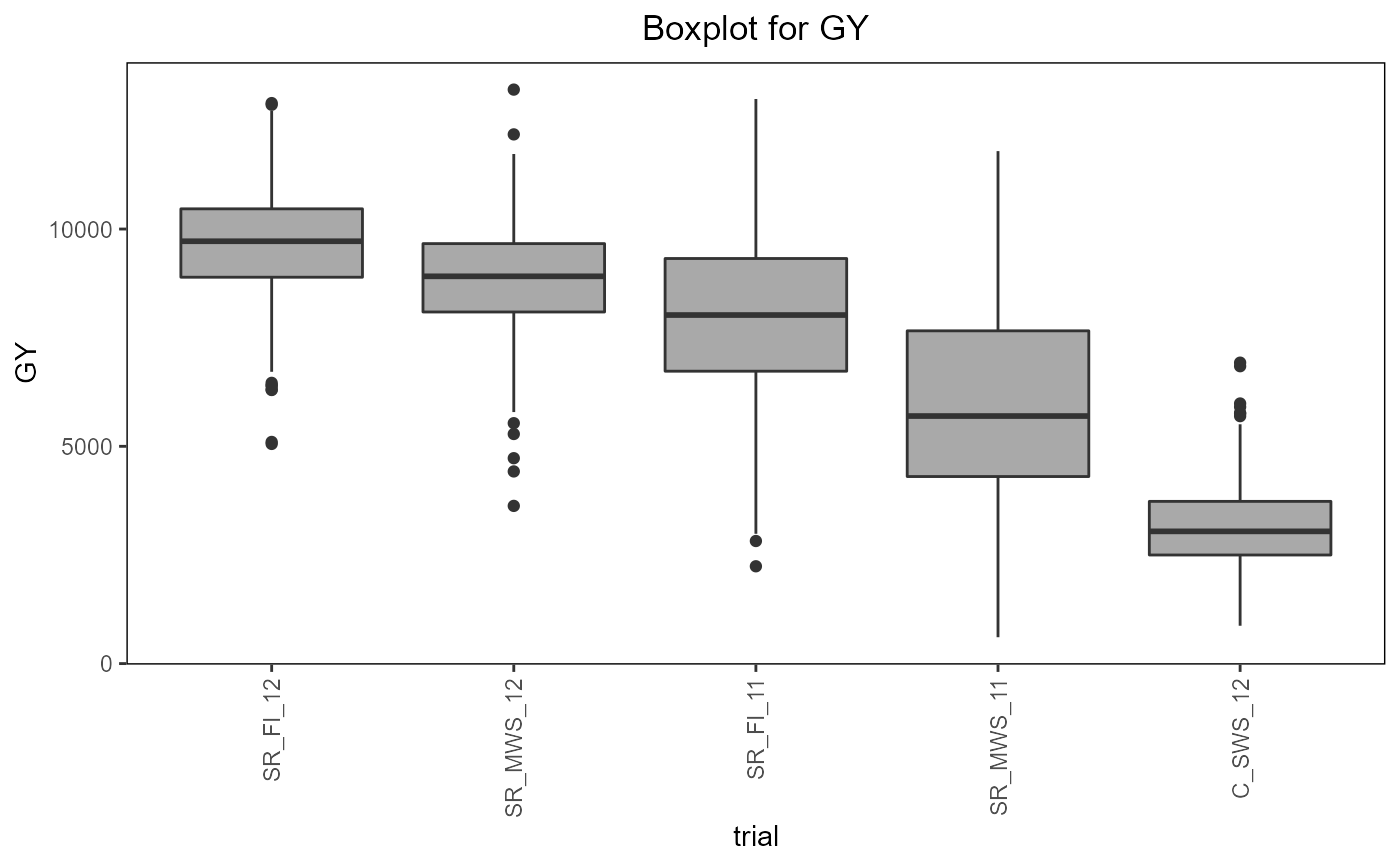 Boxplot for GY
GY
10000
5000
0
SR_FI_12
SR_MWS_12
SR_FI_11
SR_MWS_11
C_SWS_12
trial